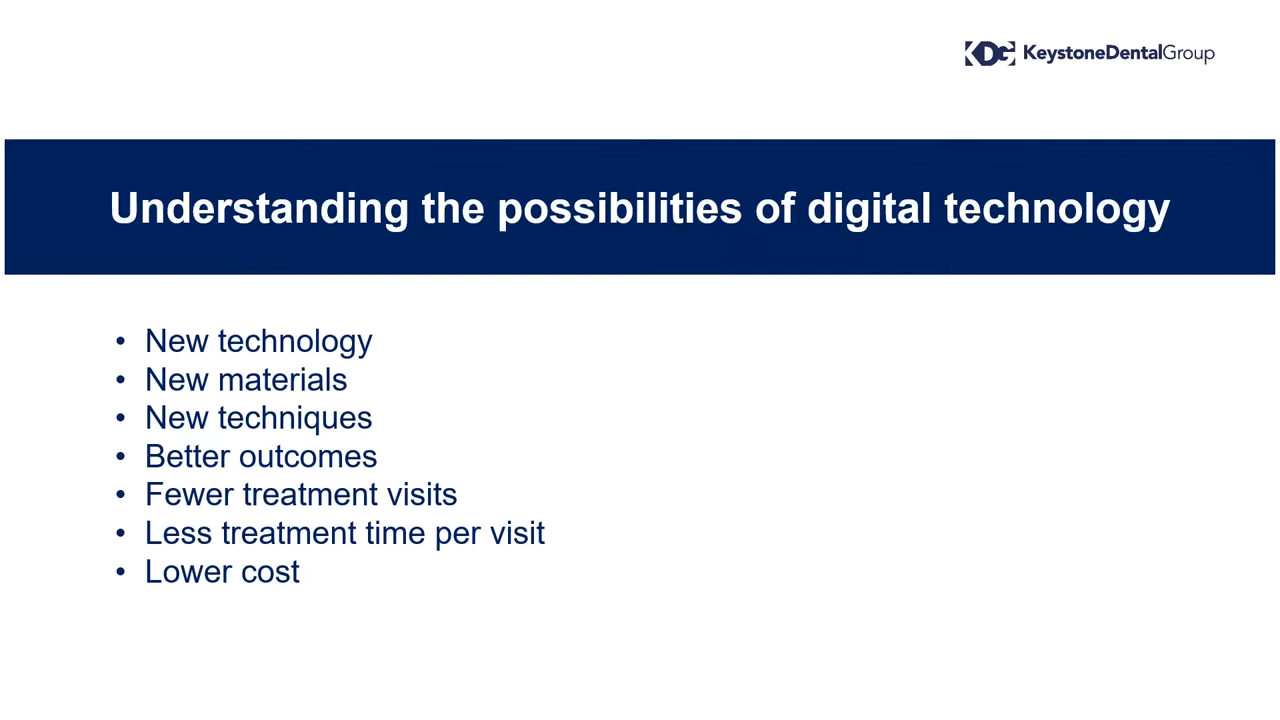 KDG KeystoneDentalGroup
Understanding the possibilities of digital technology
• New technology
• New materials
• New techniques
• Better outcomes
• Fewer treatment visits
• Less treatment time per visit
• Lower cost